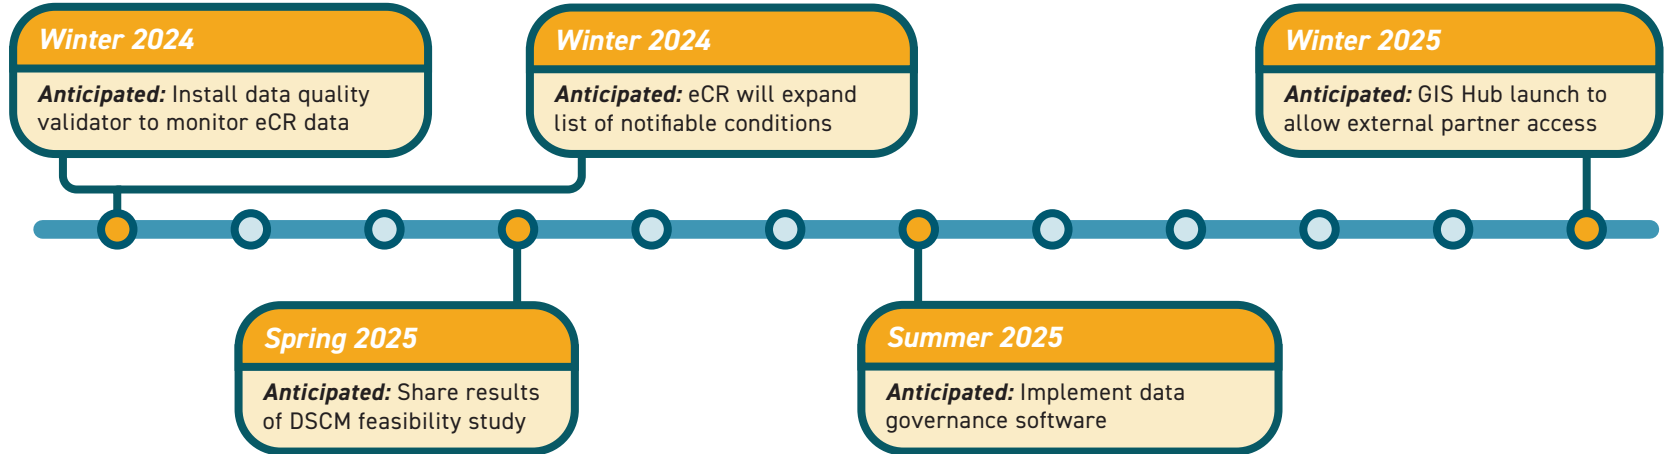 Winter 2024
Anticipated: Install data quality
validator to monitor eCR data
Winter 2024
Anticipated: eCR will expand
list of notifiable conditions
Winter 2025
Anticipated: GIS Hub launch to
allow external partner access
Spring 2025
Anticipated: Share results
of DSCM feasibility study
Summer 2025
Anticipated: Implement data
governance software